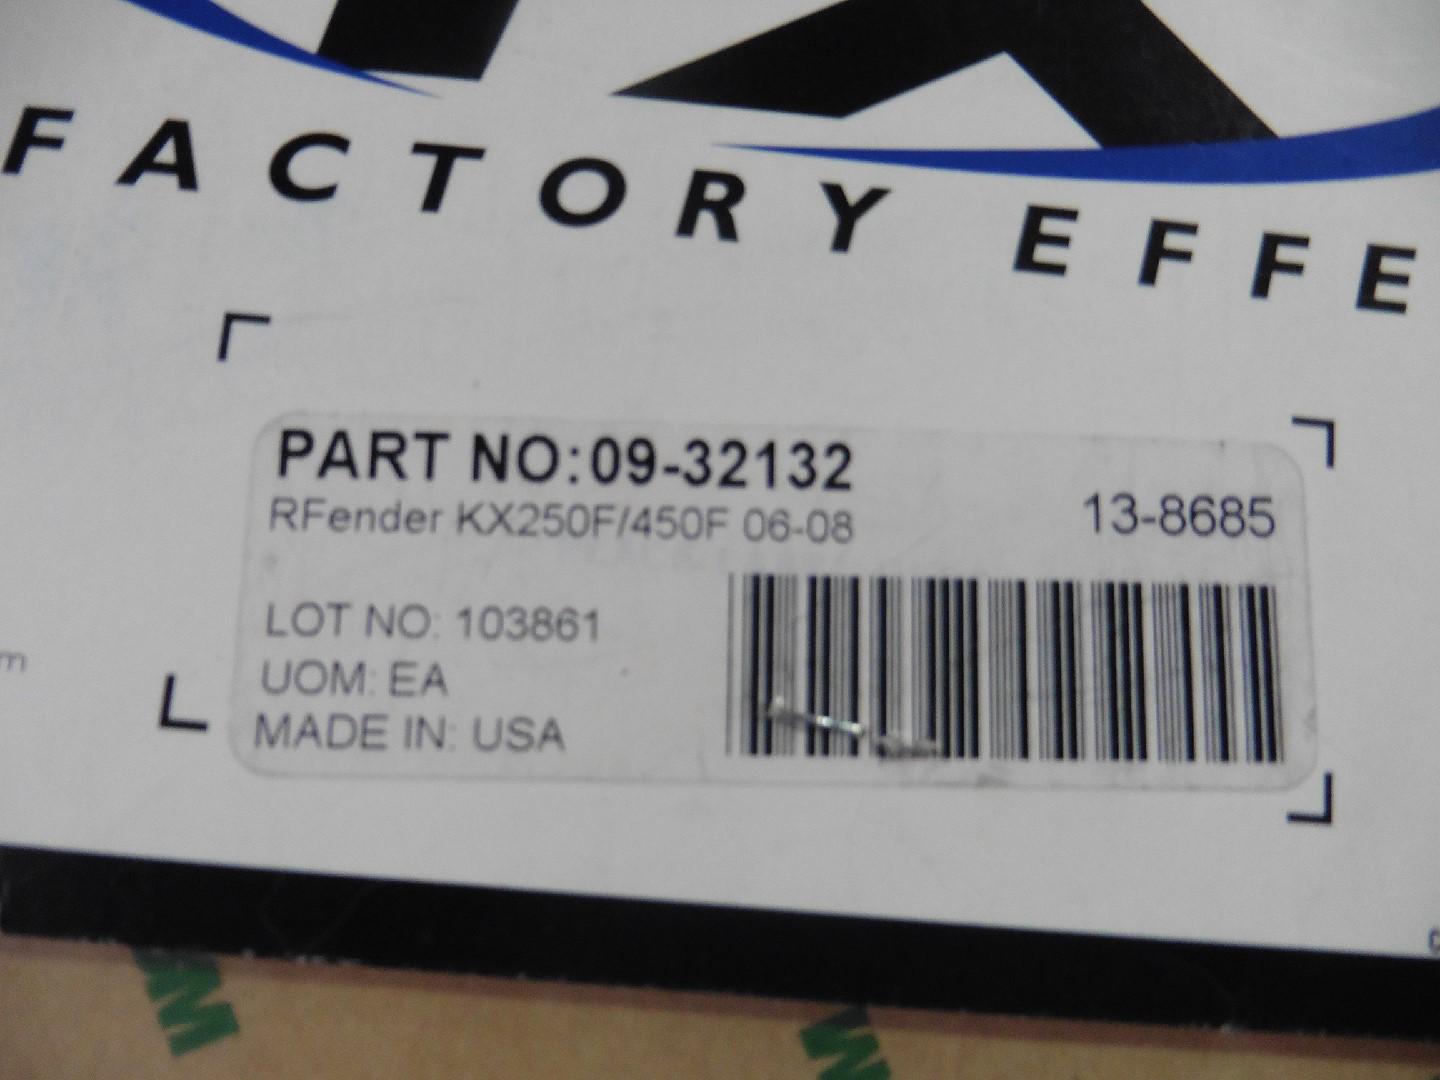 FX
FACTORY EFFE
PART NO: 09-32132
RFender KX250F/450F 06-08
13-8685
LOT NO: 103861
UOM: EA
MADE IN: USA
m